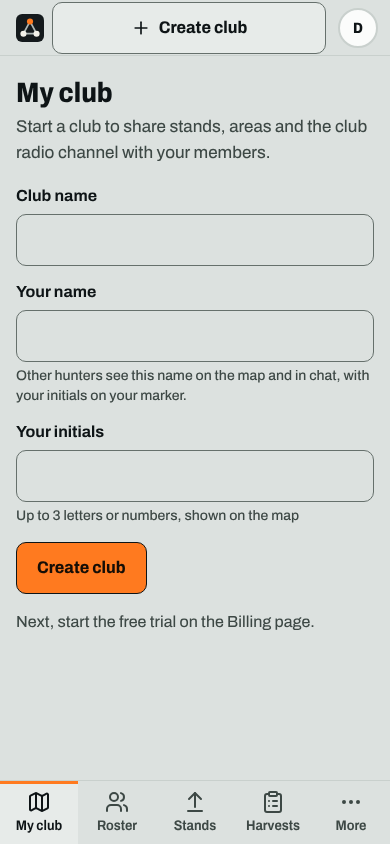 Create club
D
My club
Start a club to share stands, areas and the club
radio channel with your members.
Club name
Your name
Other hunters see this name on the map and in chat, with
your initials on your marker.
Your initials
Up to 3 letters or numbers, shown on the map
Create club
Next, start the free trial on the Billing page.
My club
Roster
Stands
Harvests
More